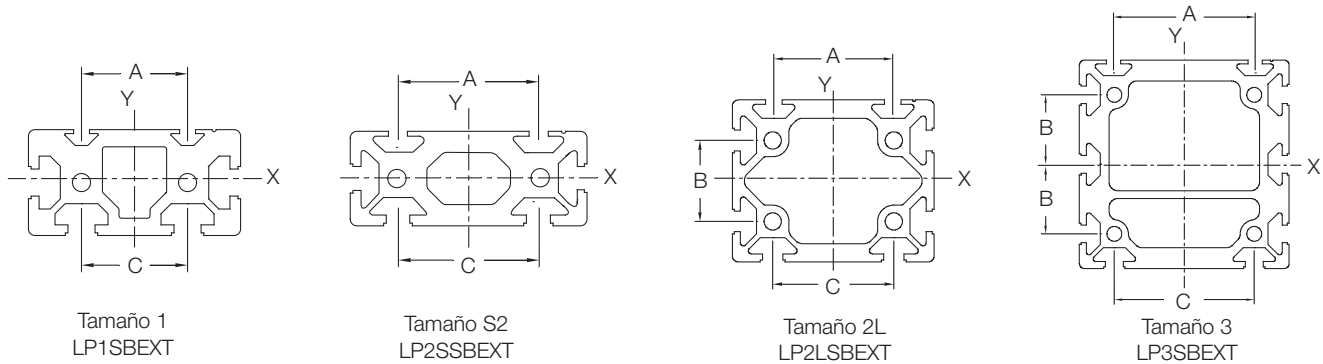 A
Y
X
C
Tamaño 1
LP1SBEXT
A
Y
X
C
Tamaño S2
LP2SSBEXT
A
Y
B
X
C
Tamaño 2L
LP2LSBEXT
A
Y
B
X
B
C
Tamaño 3
LP3SBEXT